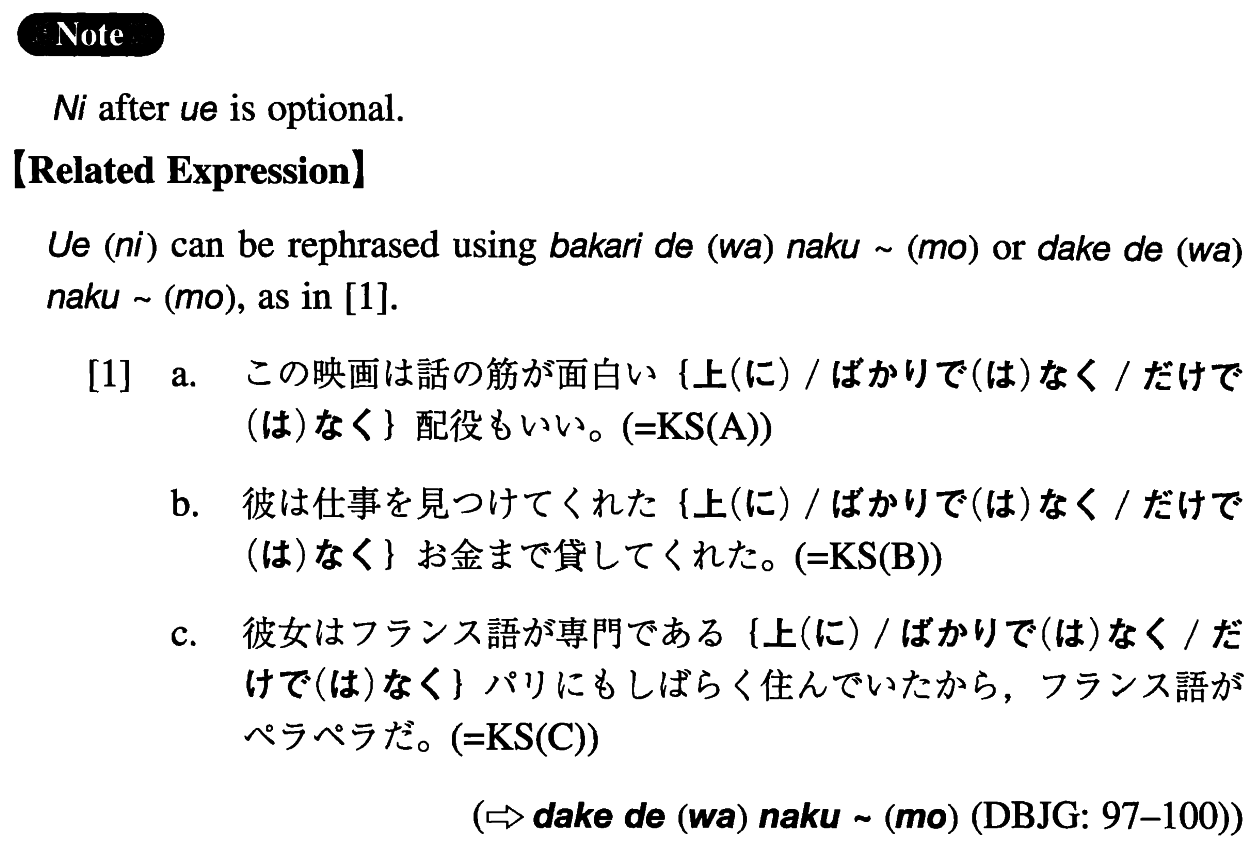 Note
Ni after ue is optional.
【Related Expression】
Ue (ni) can be rephrased using bakari de (wa) naku ~ (mo) or dake de (wa)
naku ~ (mo), as in [1].
[1] a. この映画は話の筋が面白い {上(に) / ばかりで(は)なく / だけで
(は)なく} 配役もいい。(=KS(A))
b. 彼は仕事を見つけてくれた {上(に) / ばかりで(は)なく / だけで
(は)なく} お金まで貸してくれた。(=KS(B))
c. 彼女はフランス語が専門である {上(に) / ばかりで(は)なく / だ
けで(は)なく} パリにもしばらく住んでいたから，フランス語が
ペラペラだ。(=KS(C))
(⇨ dake de (wa) naku ~ (mo) (DBJG: 97–100))